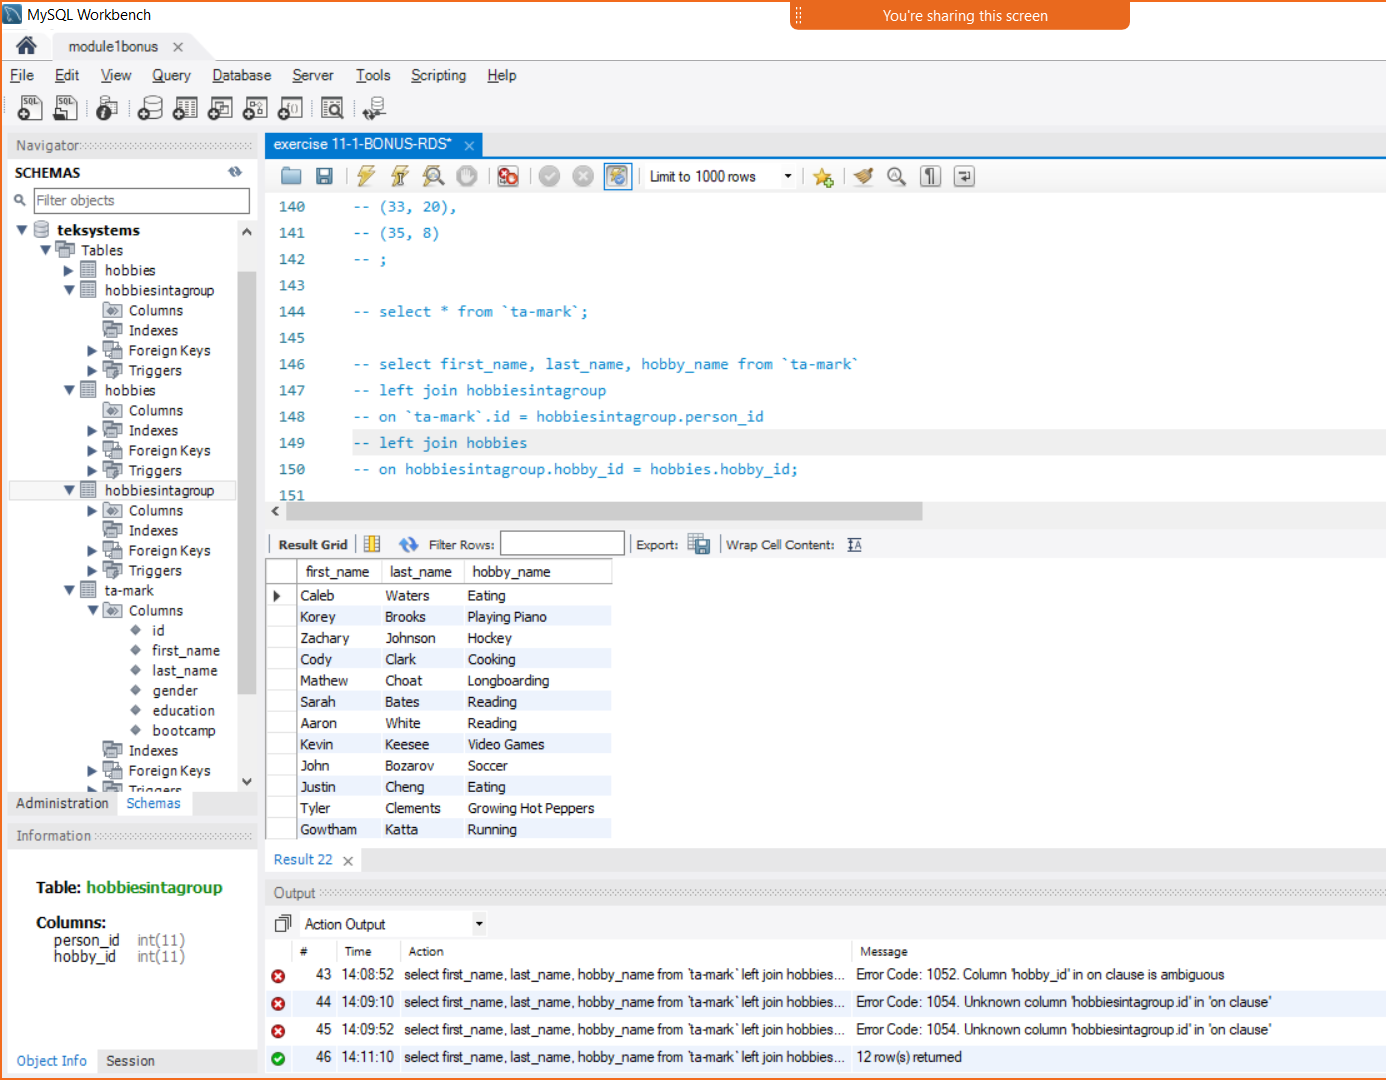 MySQL Workbench
You're sharing this screen
module1bonus
File Edit View Query Database Server Tools Scripting Help
Navigator
exercise 11-1-BONUS-RDS*
SCHEMAS
Limit to 1000 rows
Filter objects
teksystems
Tables
hobbies
hobbiesintagroup
Columns
Indexes
Foreign Keys
Triggers
hobbies
Columns
Indexes
Foreign Keys
Triggers
hobbiesintagroup
Columns
Indexes
Foreign Keys
Triggers
ta-mark
Columns
id
first_name
last_name
gender
education
bootcamp
Indexes
Foreign Keys
Triggers
Administration Schemas
140 -- (33, 20),
141 -- (35, 8)
142 -- ;
143
144 -- select * from `ta-mark`;
145
146 -- select first_name, last_name, hobby_name from `ta-mark`
147 -- left join hobbiesintagroup
148 -- on `ta-mark`.id = hobbiesintagroup.person_id
149 -- left join hobbies
150 -- on hobbiesintagroup.hobby_id = hobbies.hobby_id;
151
Result Grid Filter Rows: Export: Wrap Cell Content:
first_name last_name hobby_name
Caleb Waters Eating
Korey Brooks Playing Piano
Zachary Johnson Hockey
Cody Clark Cooking
Mathew Choat Longboarding
Sarah Bates Reading
Aaron White Reading
Kevin Keesee Video Games
John Bozarov Soccer
Justin Cheng Eating
Tyler Clements Growing Hot Peppers
Gowtham Katta Running
Result 22
Information
Table: hobbiesintagroup
Columns:
person_id int(11)
hobby_id int(11)
Object Info Session
Output
Action Output
# Time Action Message
43 14:08:52 select first_name, last_name, hobby_name from `ta-mark` left join hobbies... Error Code: 1052. Column 'hobby_id' in on clause is ambiguous
44 14:09:10 select first_name, last_name, hobby_name from `ta-mark` left join hobbies... Error Code: 1054. Unknown column 'hobbiesintagroup.id' in 'on clause'
45 14:09:52 select first_name, last_name, hobby_name from `ta-mark` left join hobbies... Error Code: 1054. Unknown column 'hobbiesintagroup.id' in 'on clause'
46 14:11:10 select first_name, last_name, hobby_name from `ta-mark` left join hobbies... 12 row(s) returned